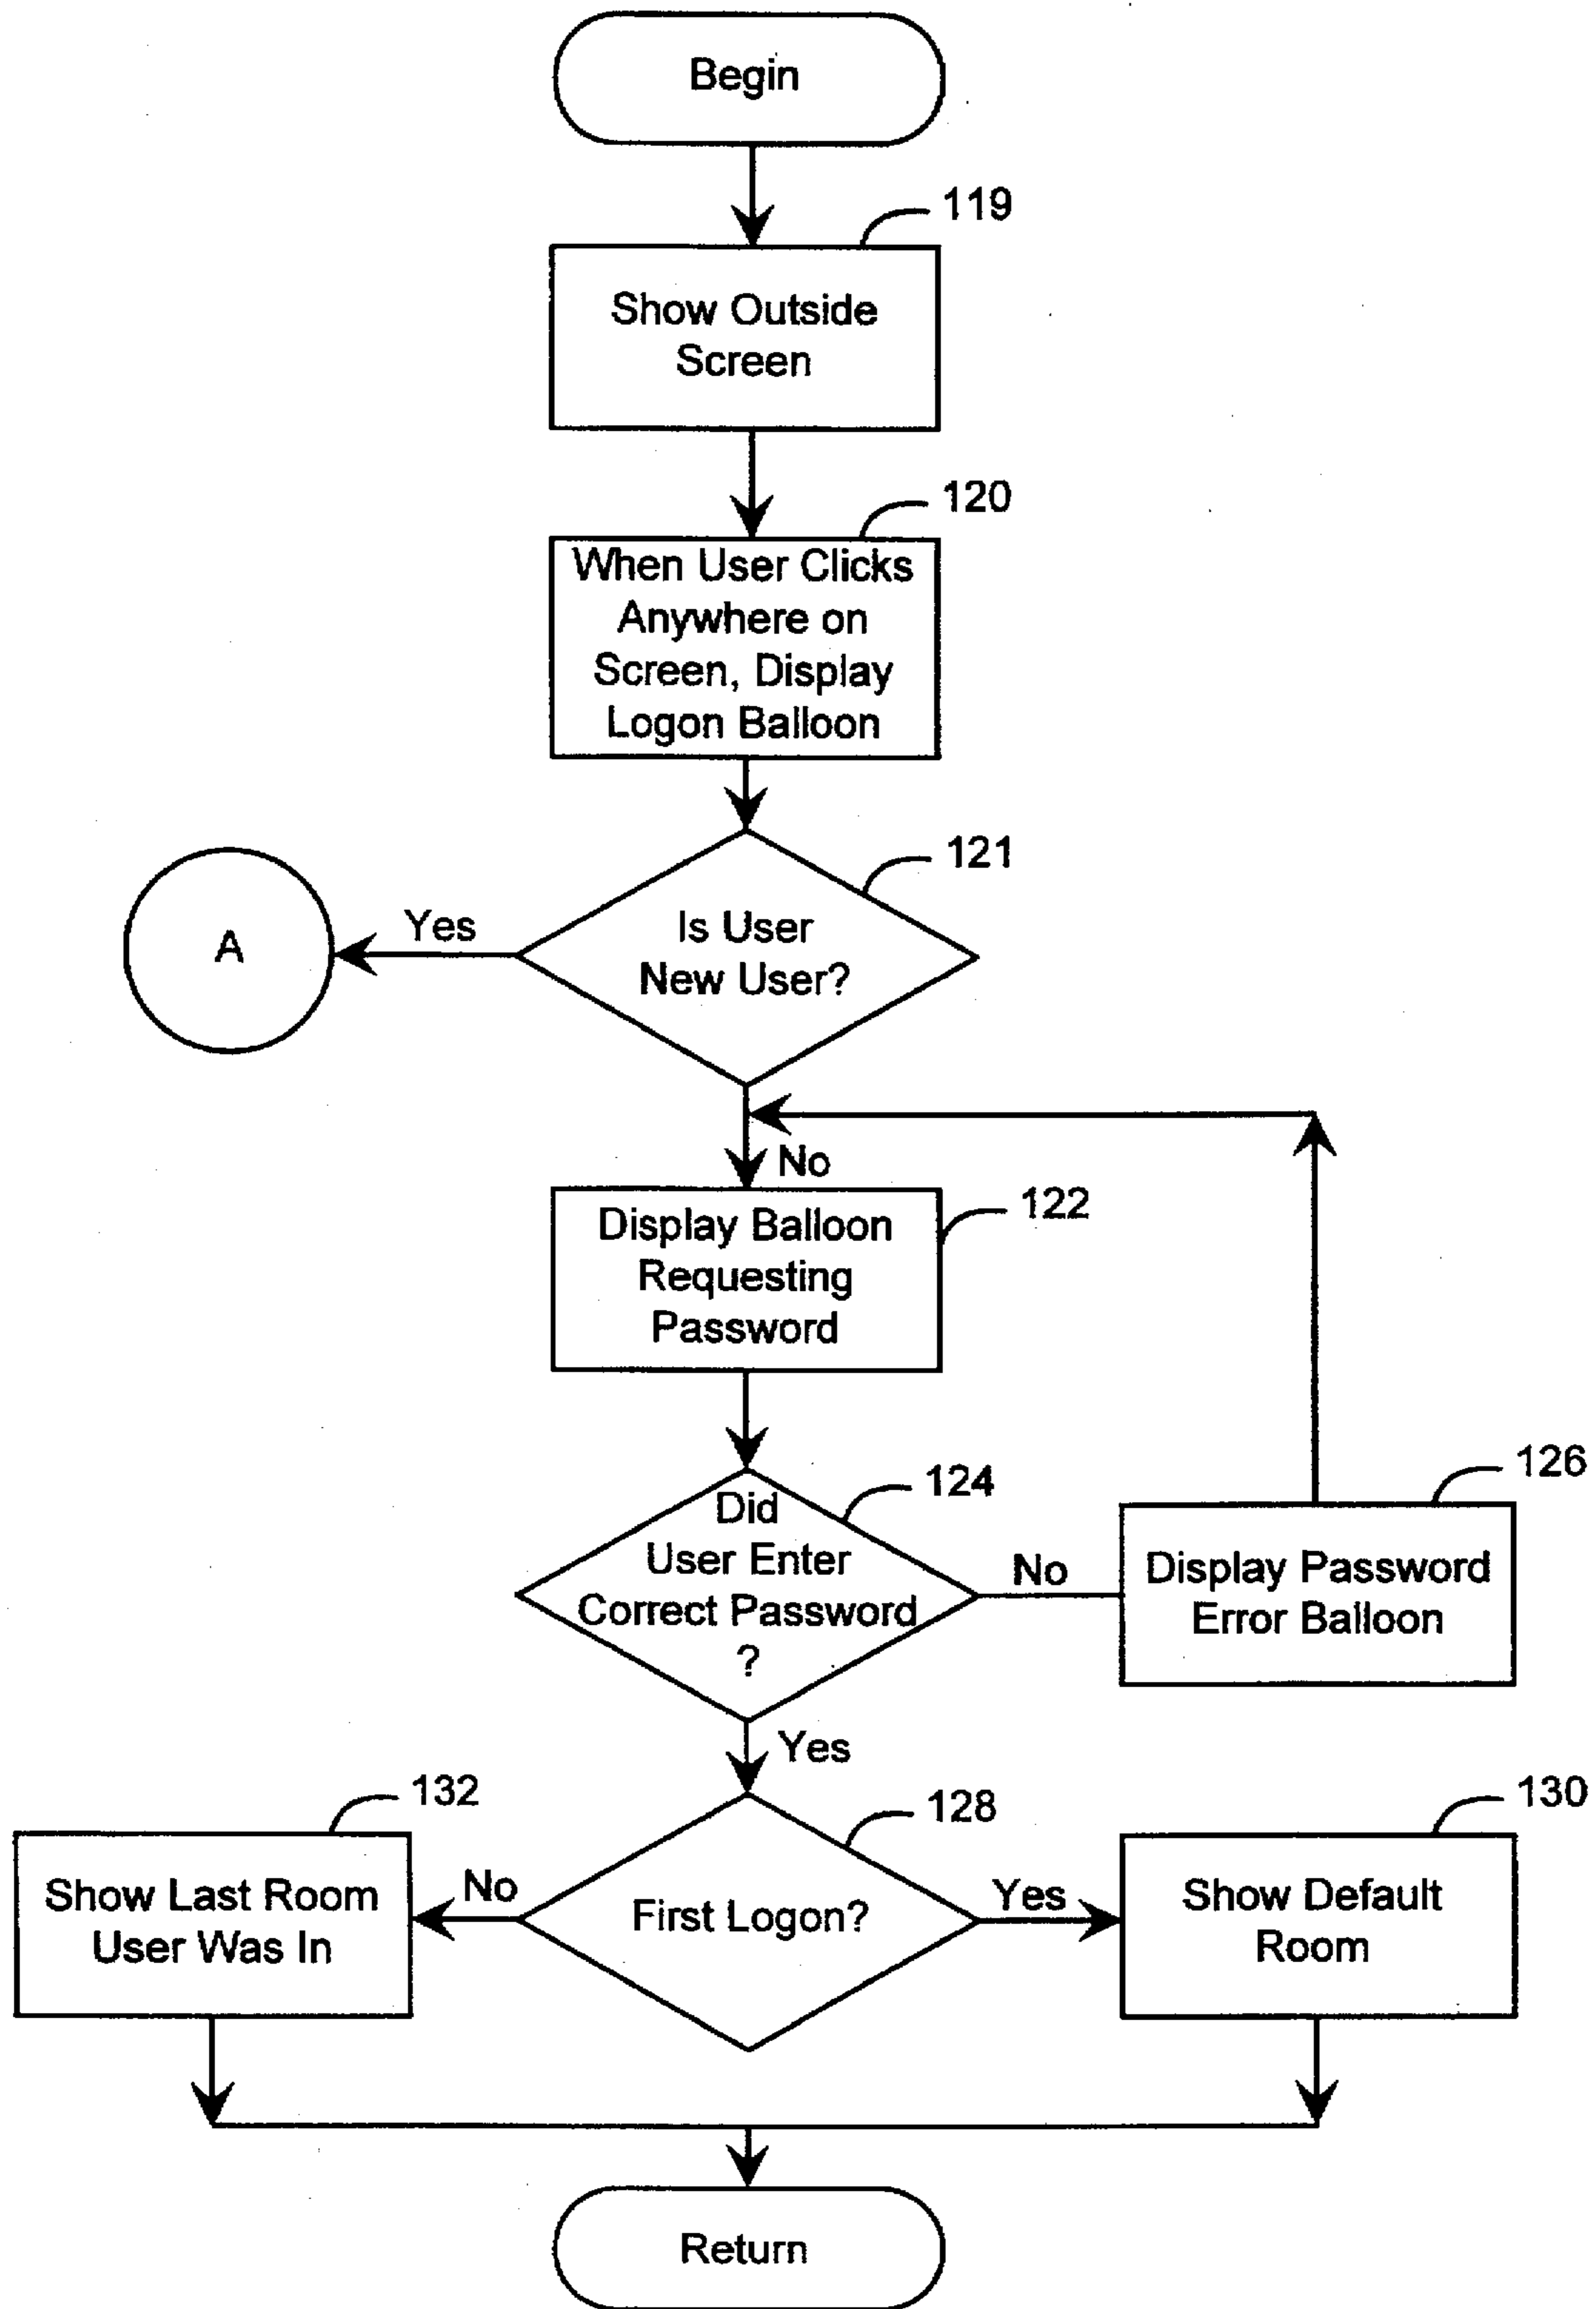 Begin
119
Show Outside
Screen
120
When User Clicks
Anywhere on
Screen, Display
Logon Balloon
121
Is User
New User?
Yes
A
No
122
Display Balloon
Requesting
Password
124
Did
User Enter
Correct Password
?
No
126
Display Password
Error Balloon
Yes
128
First Logon?
No
132
Show Last Room
User Was In
Yes
130
Show Default
Room
Return